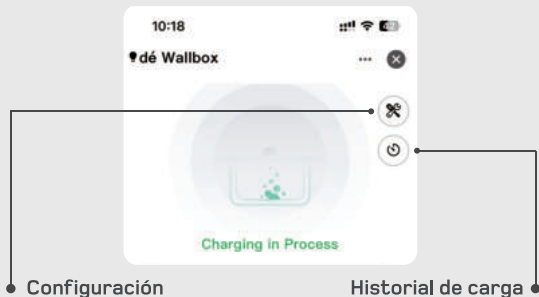 10:18
dé Wallbox
Charging in Process
Configuración
Historial de carga